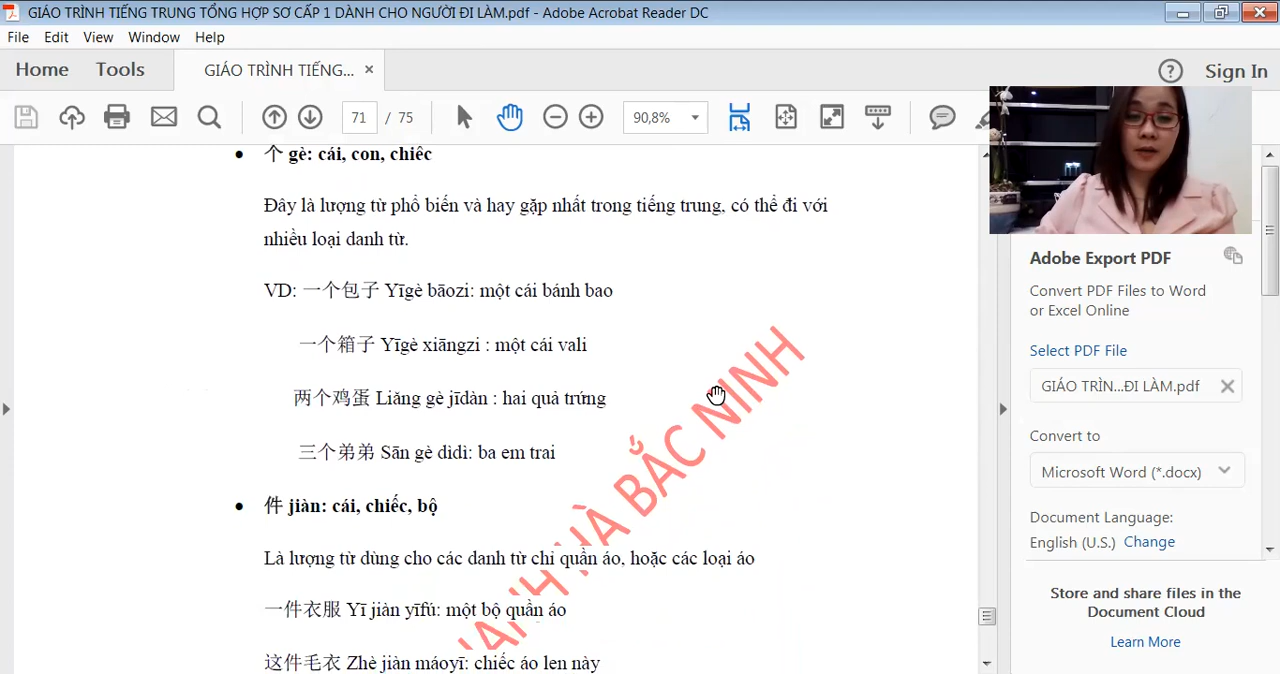 GIÁO TRÌNH TIẾNG TRUNG TỔNG HỢP SƠ CẤP 1 DÀNH CHO NGƯỜI ĐI LÀM.pdf - Adobe Acrobat Reader DC
File Edit View Window Help
Home Tools GIÁO TRÌNH TIẾNG... ×
? Sign In
71 / 75 90,8%
• 个 gè: cái, con, chiêc
Đây là lượng từ phổ biến và hay gặp nhất trong tiếng trung, có thể đi với
nhiều loại danh từ.
VD: 一个包子 Yīgè bāozi: một cái bánh bao
一个箱子 Yīgè xiāngzi : một cái vali
两个鸡蛋 Liǎng gè jīdàn : hai quả trứng
三个弟弟 Sān gè dìdì: ba em trai
• 件 jiàn: cái, chiếc, bộ
Là lượng từ dùng cho các danh từ chỉ quần áo, hoặc các loại áo
一件衣服 Yī jiàn yīfú: một bộ quần áo
这件毛衣 Zhè jiàn máoyī: chiếc áo len này
HÀ BẮC NINH
Adobe Export PDF
Convert PDF Files to Word
or Excel Online
Select PDF File
GIÁO TRÌN...ĐI LÀM.pdf
Convert to
Microsoft Word (*.docx)
Document Language:
English (U.S.) Change
Store and share files in the
Document Cloud
Learn More